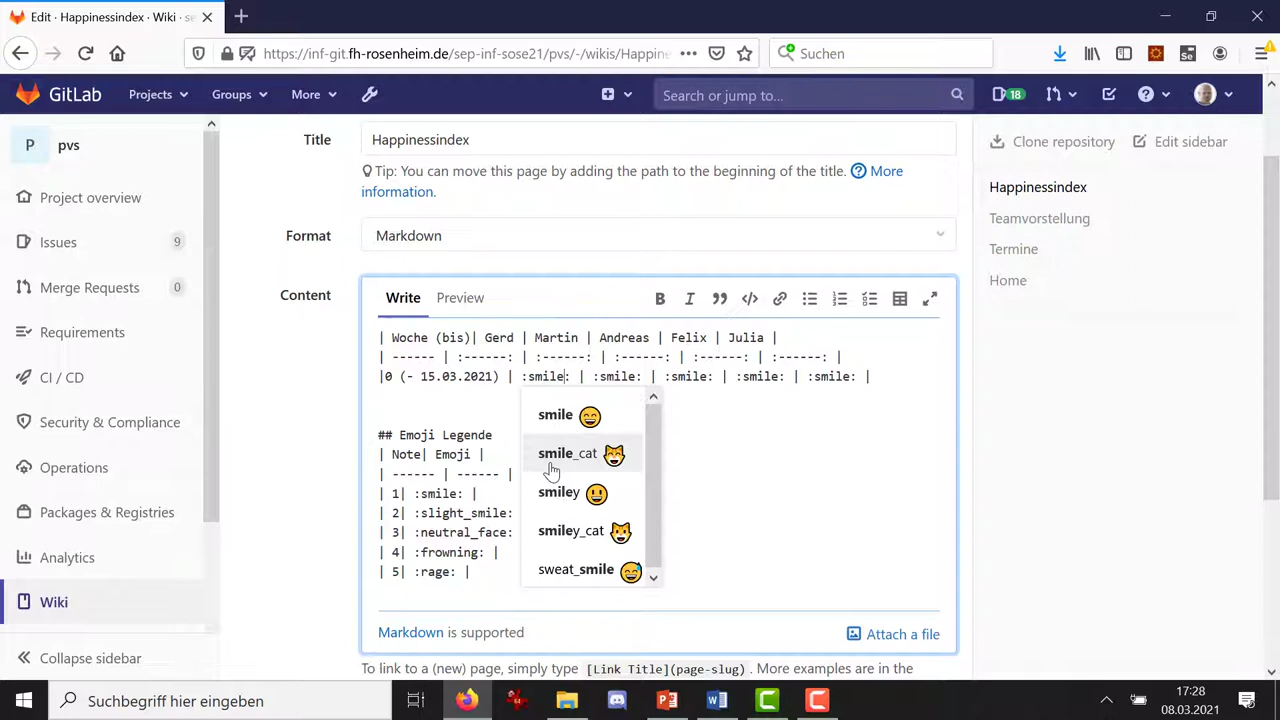 Edit · Happinessindex · Wiki · se
https://inf-git.fh-rosenheim.de/sep-inf-sose21/pvs/-/wikis/Happine
Suchen
GitLab
Projects
Groups
More
Search or jump to...
18
P
pvs
Project overview
Issues
9
Merge Requests
0
Requirements
CI / CD
Security & Compliance
Operations
Packages & Registries
Analytics
Wiki
Collapse sidebar
Title
Happinessindex
Tip: You can move this page by adding the path to the beginning of the title. More
information.
Format
Markdown
Content
Write
Preview
| Woche (bis)| Gerd | Martin | Andreas | Felix | Julia |
| ------ | :------: | :------: | :------: | :------: | :------: |
|0 (- 15.03.2021) | :smile: | :smile: | :smile: | :smile: | :smile: |
smile
smile_cat
smiley
smiley_cat
sweat_smile
## Emoji Legende
| Note| Emoji |
| ------ | ------ |
| 1| :smile: |
| 2| :slight_smile:
| 3| :neutral_face:
| 4| :frowning: |
| 5| :rage: |
Markdown is supported
Attach a file
To link to a (new) page, simply type [Link Title](page-slug) . More examples are in the
Clone repository
Edit sidebar
Happinessindex
Teamvorstellung
Termine
Home
Suchbegriff hier eingeben
17:28
08.03.2021